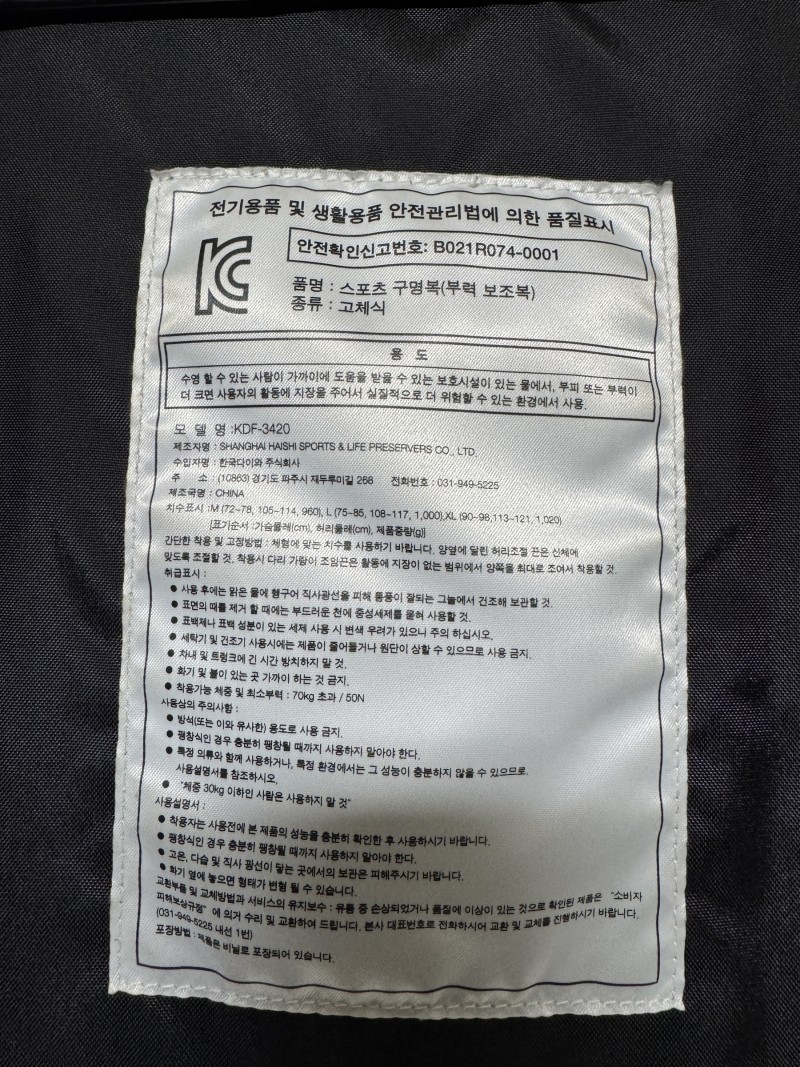 전기용품 및 생활용품 안전관리법에 의한 품질표시
안전확인신고번호: B021R074-0001
품명 : 스포츠 구명복(부력 보조복)
종류 : 고체식
용 도
수영 할 수 있는 사람이 가까이에 도움을 받을 수 있는 보호시설이 있는 물에서, 부피 또는 부력이
더 크면 사용자의 활동에 지장을 주어서 실질적으로 더 위험할 수 있는 환경에서 사용.
모 델 명 :KDF-3420
제조자명 : SHANGHAI HAISHI SPORTS & LIFE PRESERVERS CO., LTD.
수입자명 : 한국다이와 주식회사
주 소 : (10863) 경기도 파주시 재두루미길 268 전화번호 : 031-949-5225
제조국명 : CHINA
치수표시 :M (72-78, 105-114, 960), L (75-85, 108-117, 1,000),XL (90-98,113-121, 1,020)
[표기순서 :가슴둘레(cm), 허리둘레(cm), 제품중량(g)]
간단한 착용 및 고정방법 : 체형에 맞는 치수를 사용하기 바랍니다. 양옆에 달린 허리조절 끈은 신체에
맞도록 조절할 것. 착용시 다리 가랑이 조임끈은 활동에 지장이 없는 범위에서 양쪽을 최대로 조여서 착용할 것.
취급표시 :
● 사용 후에는 맑은 물에 헹구어 직사광선을 피해 통풍이 잘되는 그늘에서 건조해 보관할 것.
● 표면의 때를 제거 할 때에는 부드러운 천에 중성세제를 묻혀 사용할 것.
● 표백제나 표백 성분이 있는 세제 사용 시 변색 우려가 있으니 주의 하십시오.
● 세탁기 및 건조기 사용시에는 제품이 줄어들거나 원단이 상할 수 있으므로 사용 금지.
● 차내 및 트렁크에 긴 시간 방치하지 말 것.
● 화기 및 불이 있는 곳 가까이 하는 것 금지.
● 착용가능 체중 및 최소부력 : 70kg 초과 / 50N
사용상의 주의사항 :
● 방석(또는 이와 유사한) 용도로 사용 금지.
● 팽창식인 경우 충분히 팽창될 때까지 사용하지 말아야 한다.
● 특정 의류와 함께 사용하거나, 특정 환경에서는 그 성능이 충분하지 않을 수 있으므로
사용설명서를 참조하시오.
● "체중 30kg 이하인 사람은 사용하지 말 것"
사용설명서 :
● 착용자는 사용전에 본 제품의 성능을 충분히 확인한 후 사용하시기 바랍니다.
● 팽창식인 경우 충분히 팽창될 때까지 사용하지 말아야 한다.
● 고온, 다습 및 직사 광선이 닿는 곳에서의 보관은 피해주시기 바랍니다.
● 화기 옆에 놓으면 형태가 변형 될 수 있습니다.
교환부품 및 교체방법과 서비스의 유지보수 : 유통 중 손상되었거나 품질에 이상이 있는 것으로 확인된 제품은 "소비자
피해보상규정" 에 의거 수리 및 교환하여 드립니다. 본사 대표번호로 전화하시어 교환 및 교체를 진행하시기 바랍니다.
(031-949-5225 내선 1번)
포장방법 : 제품은 비닐로 포장되어 있습니다.